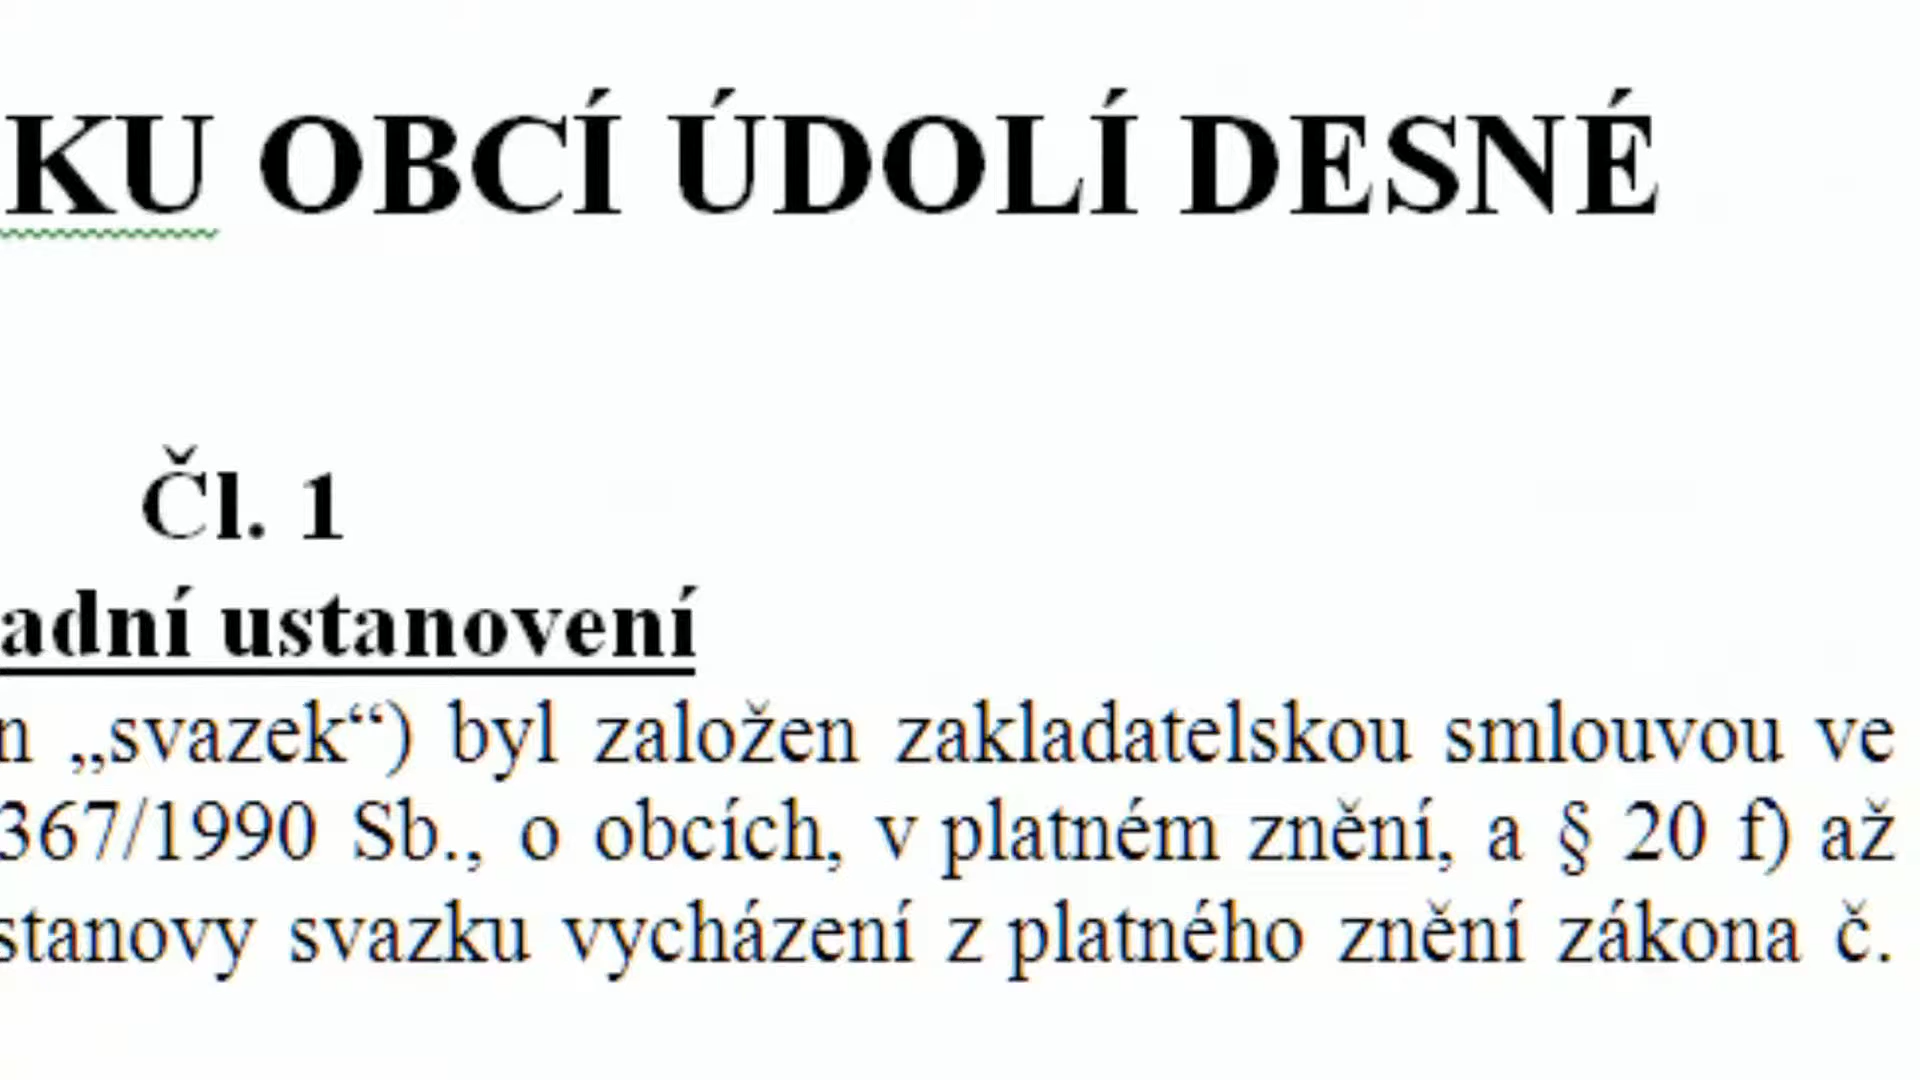 KU OBCÍ ÚDOLÍ DESNÉ
Čl. 1
adní ustanovení
n „svazek“) byl založen zakladatelskou smlouvou ve
367/1990 Sb., o obcích, v platném znění, a § 20 f) až
stanovy svazku vycházení z platného znění zákona č.